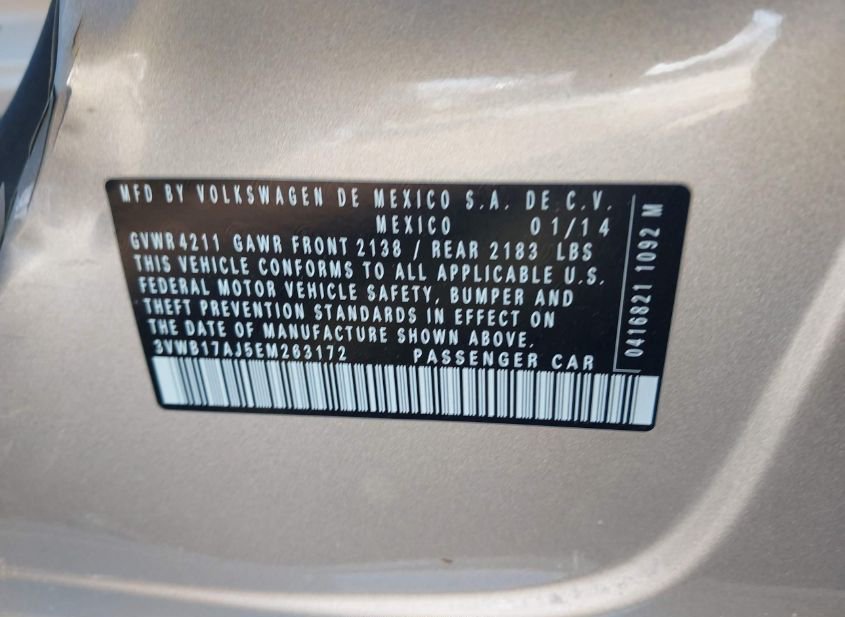 MFD BY VOLKSWAGEN DE MEXICO S.A. DE C.V.
MEXICO 01/14
GVWR 4211 GAWR FRONT 2138 / REAR 2183 LBS
THIS VEHICLE CONFORMS TO ALL APPLICABLE U.S.
FEDERAL MOTOR VEHICLE SAFETY, BUMPER AND
THEFT PREVENTION STANDARDS IN EFFECT ON
THE DATE OF MANUFACTURE SHOWN ABOVE.
3VWB17AJ5EM263172 PASSENGER CAR
0416821 1092 M